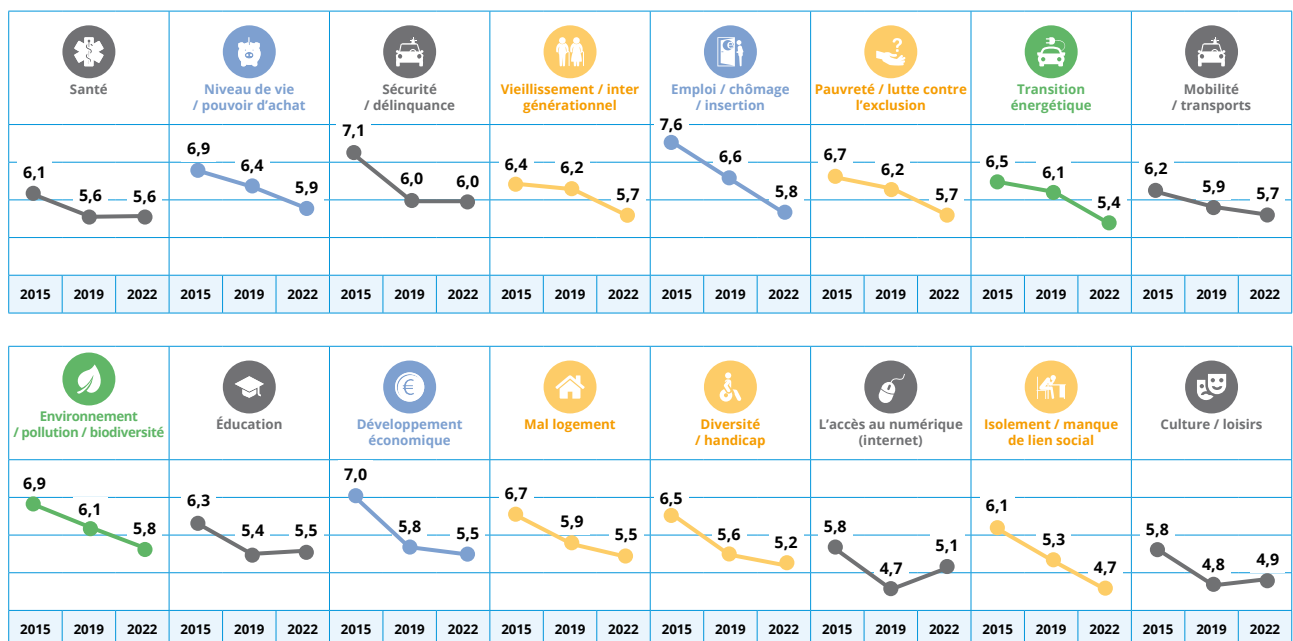 Santé
Niveau de vie
/ pouvoir d'achat
Sécurité
/ délinquance
Vieillissement / inter
générationnel
Emploi / chômage
/ insertion
Pauvreté / lutte contre
l'exclusion
Transition
énergétique
Mobilité
/ transports
6,1 5,6 5,6
6,9 6,4 5,9
7,1 6,0 6,0
6,4 6,2 5,7
7,6 6,6 5,8
6,7 6,2 5,7
6,5 6,1 5,4
6,2 5,9 5,7
2015 2019 2022 2015 2019 2022 2015 2019 2022 2015 2019 2022 2015 2019 2022 2015 2019 2022 2015 2019 2022 2015 2019 2022
Environnement
/ pollution / biodiversité
Éducation
Développement
économique
Mal logement
Diversité
/ handicap
L'accès au numérique
(internet)
Isolement / manque
de lien social
Culture / loisirs
6,9 6,1 5,8
6,3 5,4 5,5
7,0 5,8 5,5
6,7 5,9 5,5
6,5 5,6 5,2
5,8 4,7 5,1
6,1 5,3 4,7
5,8 4,8 4,9
2015 2019 2022 2015 2019 2022 2015 2019 2022 2015 2019 2022 2015 2019 2022 2015 2019 2022 2015 2019 2022 2015 2019 2022